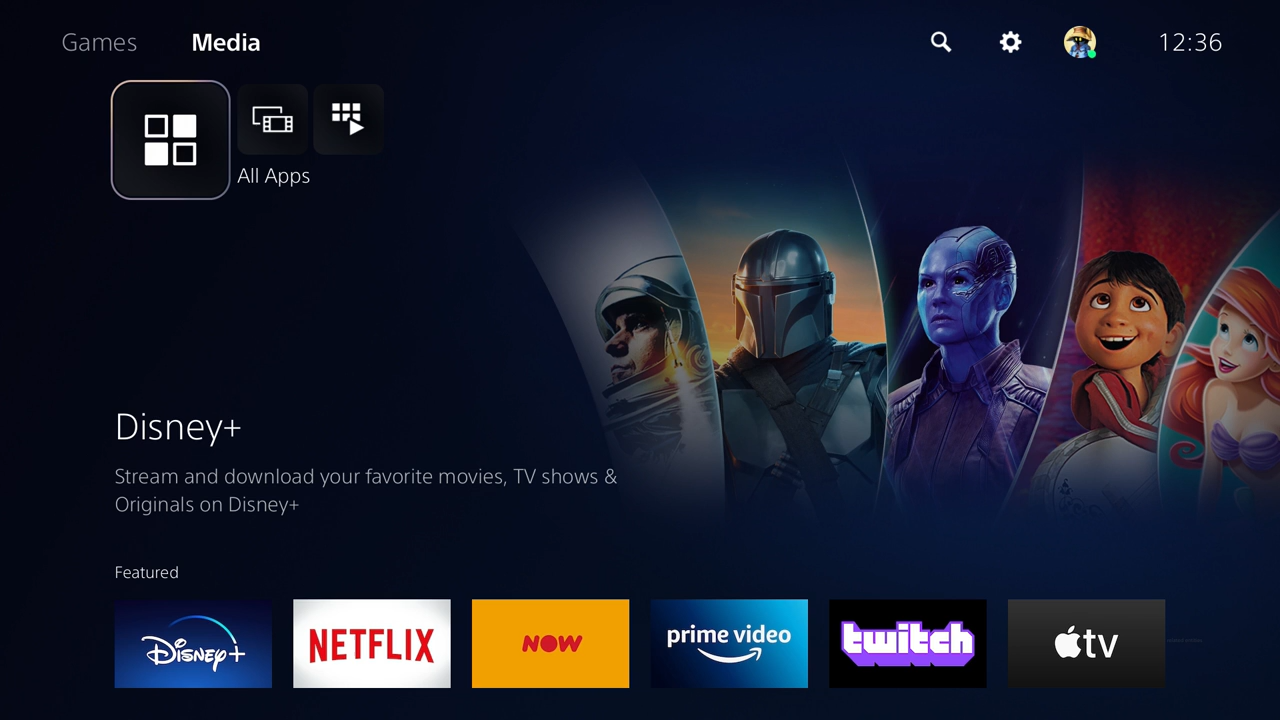 Games
Media
12:36
All Apps
Disney+
Stream and download your favorite movies, TV shows &
Originals on Disney+
Featured
Disney+
NETFLIX
NOW
prime video
twitch
tv